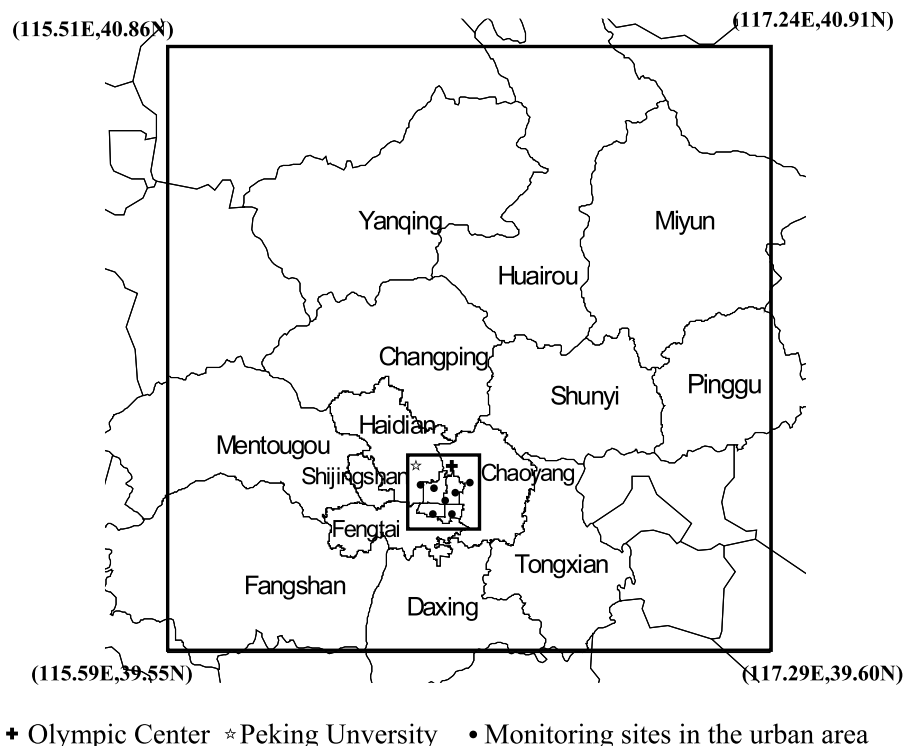 (115.51E,40.86N)
(117.24E,40.91N)
Yanqing
Miyun
Huairou
Changping
Shunyi
Pinggu
Haidian
Mentougou
Shijingshan
Chaoyang
Fengtai
Tongxian
Fangshan
Daxing
(115.59E,39.55N)
(117.29E,39.60N)
Olympic Center Peking Unversity Monitoring sites in the urban area